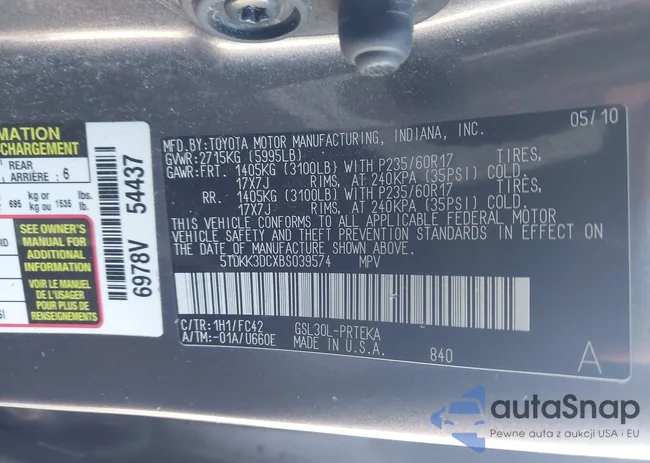 RMATION
CHARGEMENT
REAR
ARRIÈRE : 6
kg or lbs.
695 kg ou 1535 lb.
SEE OWNER'S
MANUAL FOR
ADDITIONAL
INFORMATION
VOIR LE MANUEL
DE L'USAGER
POUR PLUS DE
RENSEIGNEMENTS
6978V 54437
05/10
MFD.BY:TOYOTA MOTOR MANUFACTURING, INDIANA, INC.
GVWR:2715KG (5995LB)
GAWR:FRT. 1405KG (3100LB) WITH P235/60R17 TIRES,
17X7J RIMS, AT 240KPA (35PSI) COLD.
RR. 1405KG (3100LB) WITH P235/60R17 TIRES,
17X7J RIMS, AT 240KPA (35PSI) COLD.
THIS VEHICLE CONFORMS TO ALL APPLICABLE FEDERAL MOTOR
VEHICLE SAFETY AND THEFT PREVENTION STANDARDS IN EFFECT ON
THE DATE OF MANUFACTURE SHOWN ABOVE.
5TDKK3DCXBS039574 MPV
C/TR:1H1/FC42 GSL30L-PRTEKA
A/TM:-01A/U660E MADE IN U.S.A. 840
A
autaSnap
Pewne auta z aukcji USA i EU